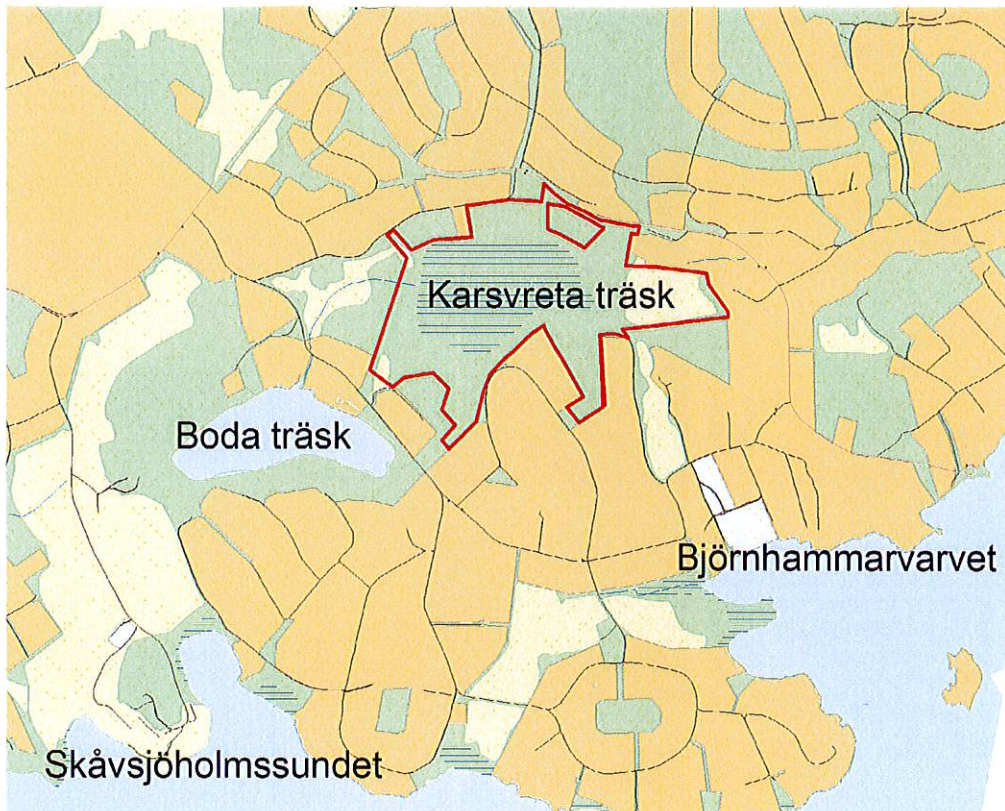 Karsvreta träsk
Boda träsk
Björnhammarvarvet
Skåvsjöholmssundet